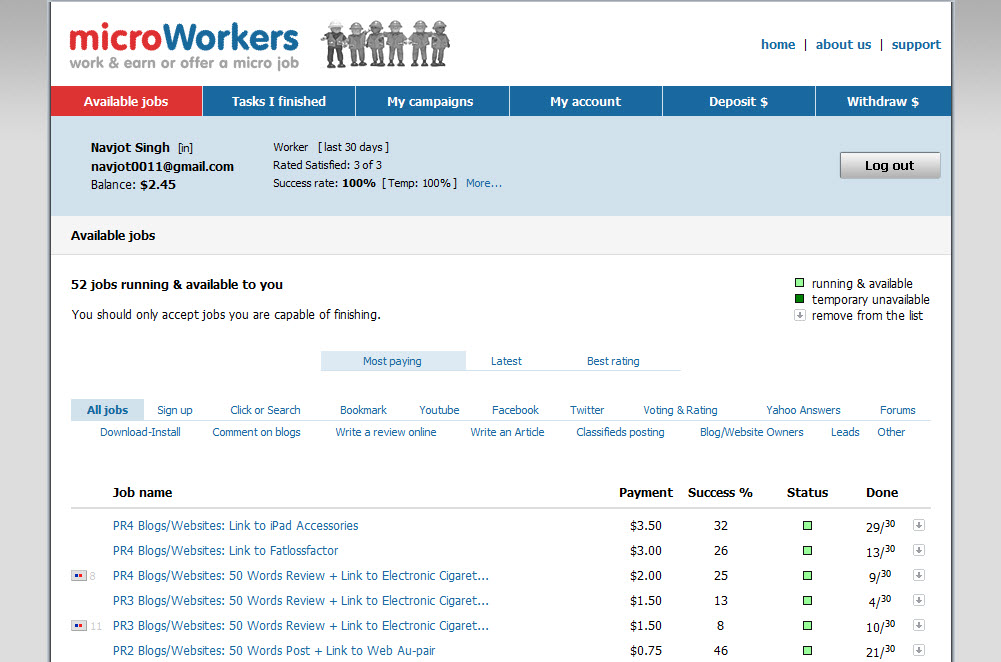 microWorkers
work & earn or offer a micro job
home | about us | support
Available jobs Tasks I finished My campaigns My account Deposit $ Withdraw $
Navjot Singh [in] Worker [ last 30 days ]
navjot0011@gmail.com Rated Satisfied: 3 of 3
Balance: $2.45 Success rate: 100% [ Temp: 100% ] More...
Log out
Available jobs
52 jobs running & available to you
You should only accept jobs you are capable of finishing.
running & available
temporary unavailable
remove from the list
Most paying Latest Best rating
All jobs Sign up Click or Search Bookmark Youtube Facebook Twitter Voting & Rating Yahoo Answers Forums
Download-Install Comment on blogs Write a review online Write an Article Classifieds posting Blog/Website Owners Leads Other
Job name Payment Success % Status Done
PR4 Blogs/Websites: Link to iPad Accessories $3.50 32 29/30
PR4 Blogs/Websites: Link to Fatlossfactor $3.00 26 13/30
8 PR4 Blogs/Websites: 50 Words Review + Link to Electronic Cigaret... $2.00 25 9/30
PR3 Blogs/Websites: 50 Words Review + Link to Electronic Cigaret... $1.50 13 4/30
11 PR3 Blogs/Websites: 50 Words Review + Link to Electronic Cigaret... $1.50 8 10/30
PR2 Blogs/Websites: 50 Words Post + Link to Web Au-pair $0.75 46 21/30